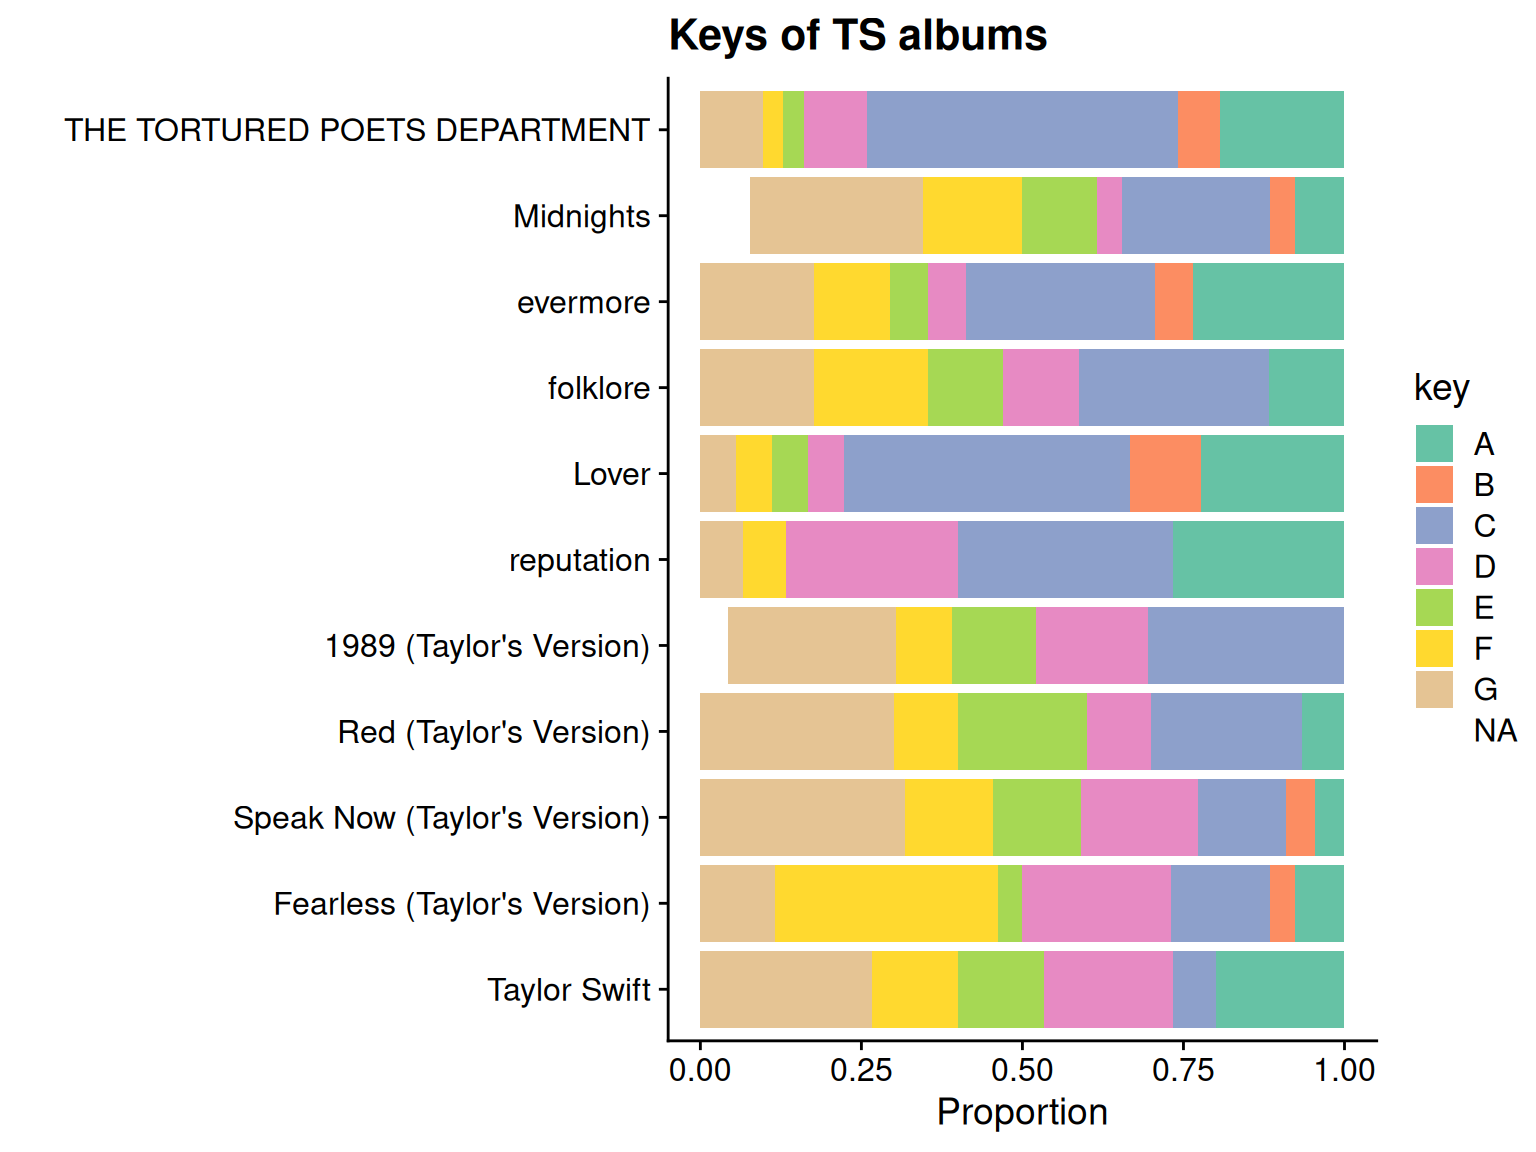 Keys of TS albums
THE TORTURED POETS DEPARTMENT
Midnights
evermore
folklore
Lover
reputation
1989 (Taylor's Version)
Red (Taylor's Version)
Speak Now (Taylor's Version)
Fearless (Taylor's Version)
Taylor Swift
0.00 0.25 0.50 0.75 1.00
Proportion
key
A
B
C
D
E
F
G
NA